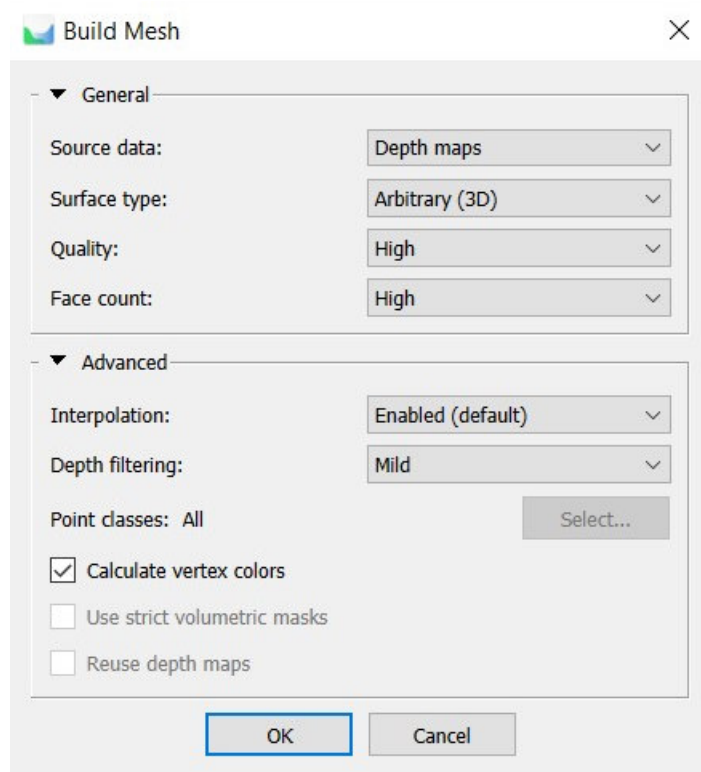 Build Mesh
General
Source data: Depth maps
Surface type: Arbitrary (3D)
Quality: High
Face count: High
Advanced
Interpolation: Enabled (default)
Depth filtering: Mild
Point classes: All Select...
Calculate vertex colors
Use strict volumetric masks
Reuse depth maps
OK Cancel